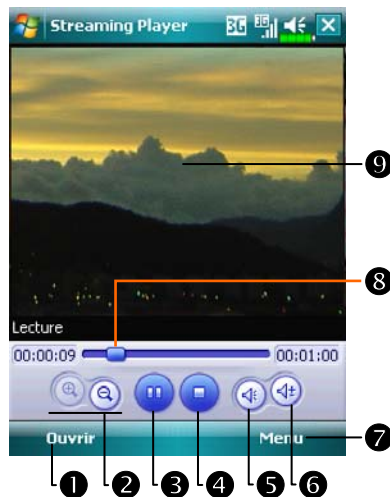 Streaming Player 3G 3G
9
8
Lecture
00:00:09 00:01:00
Ouvrir Menu
7
1 2 3 4 5 6